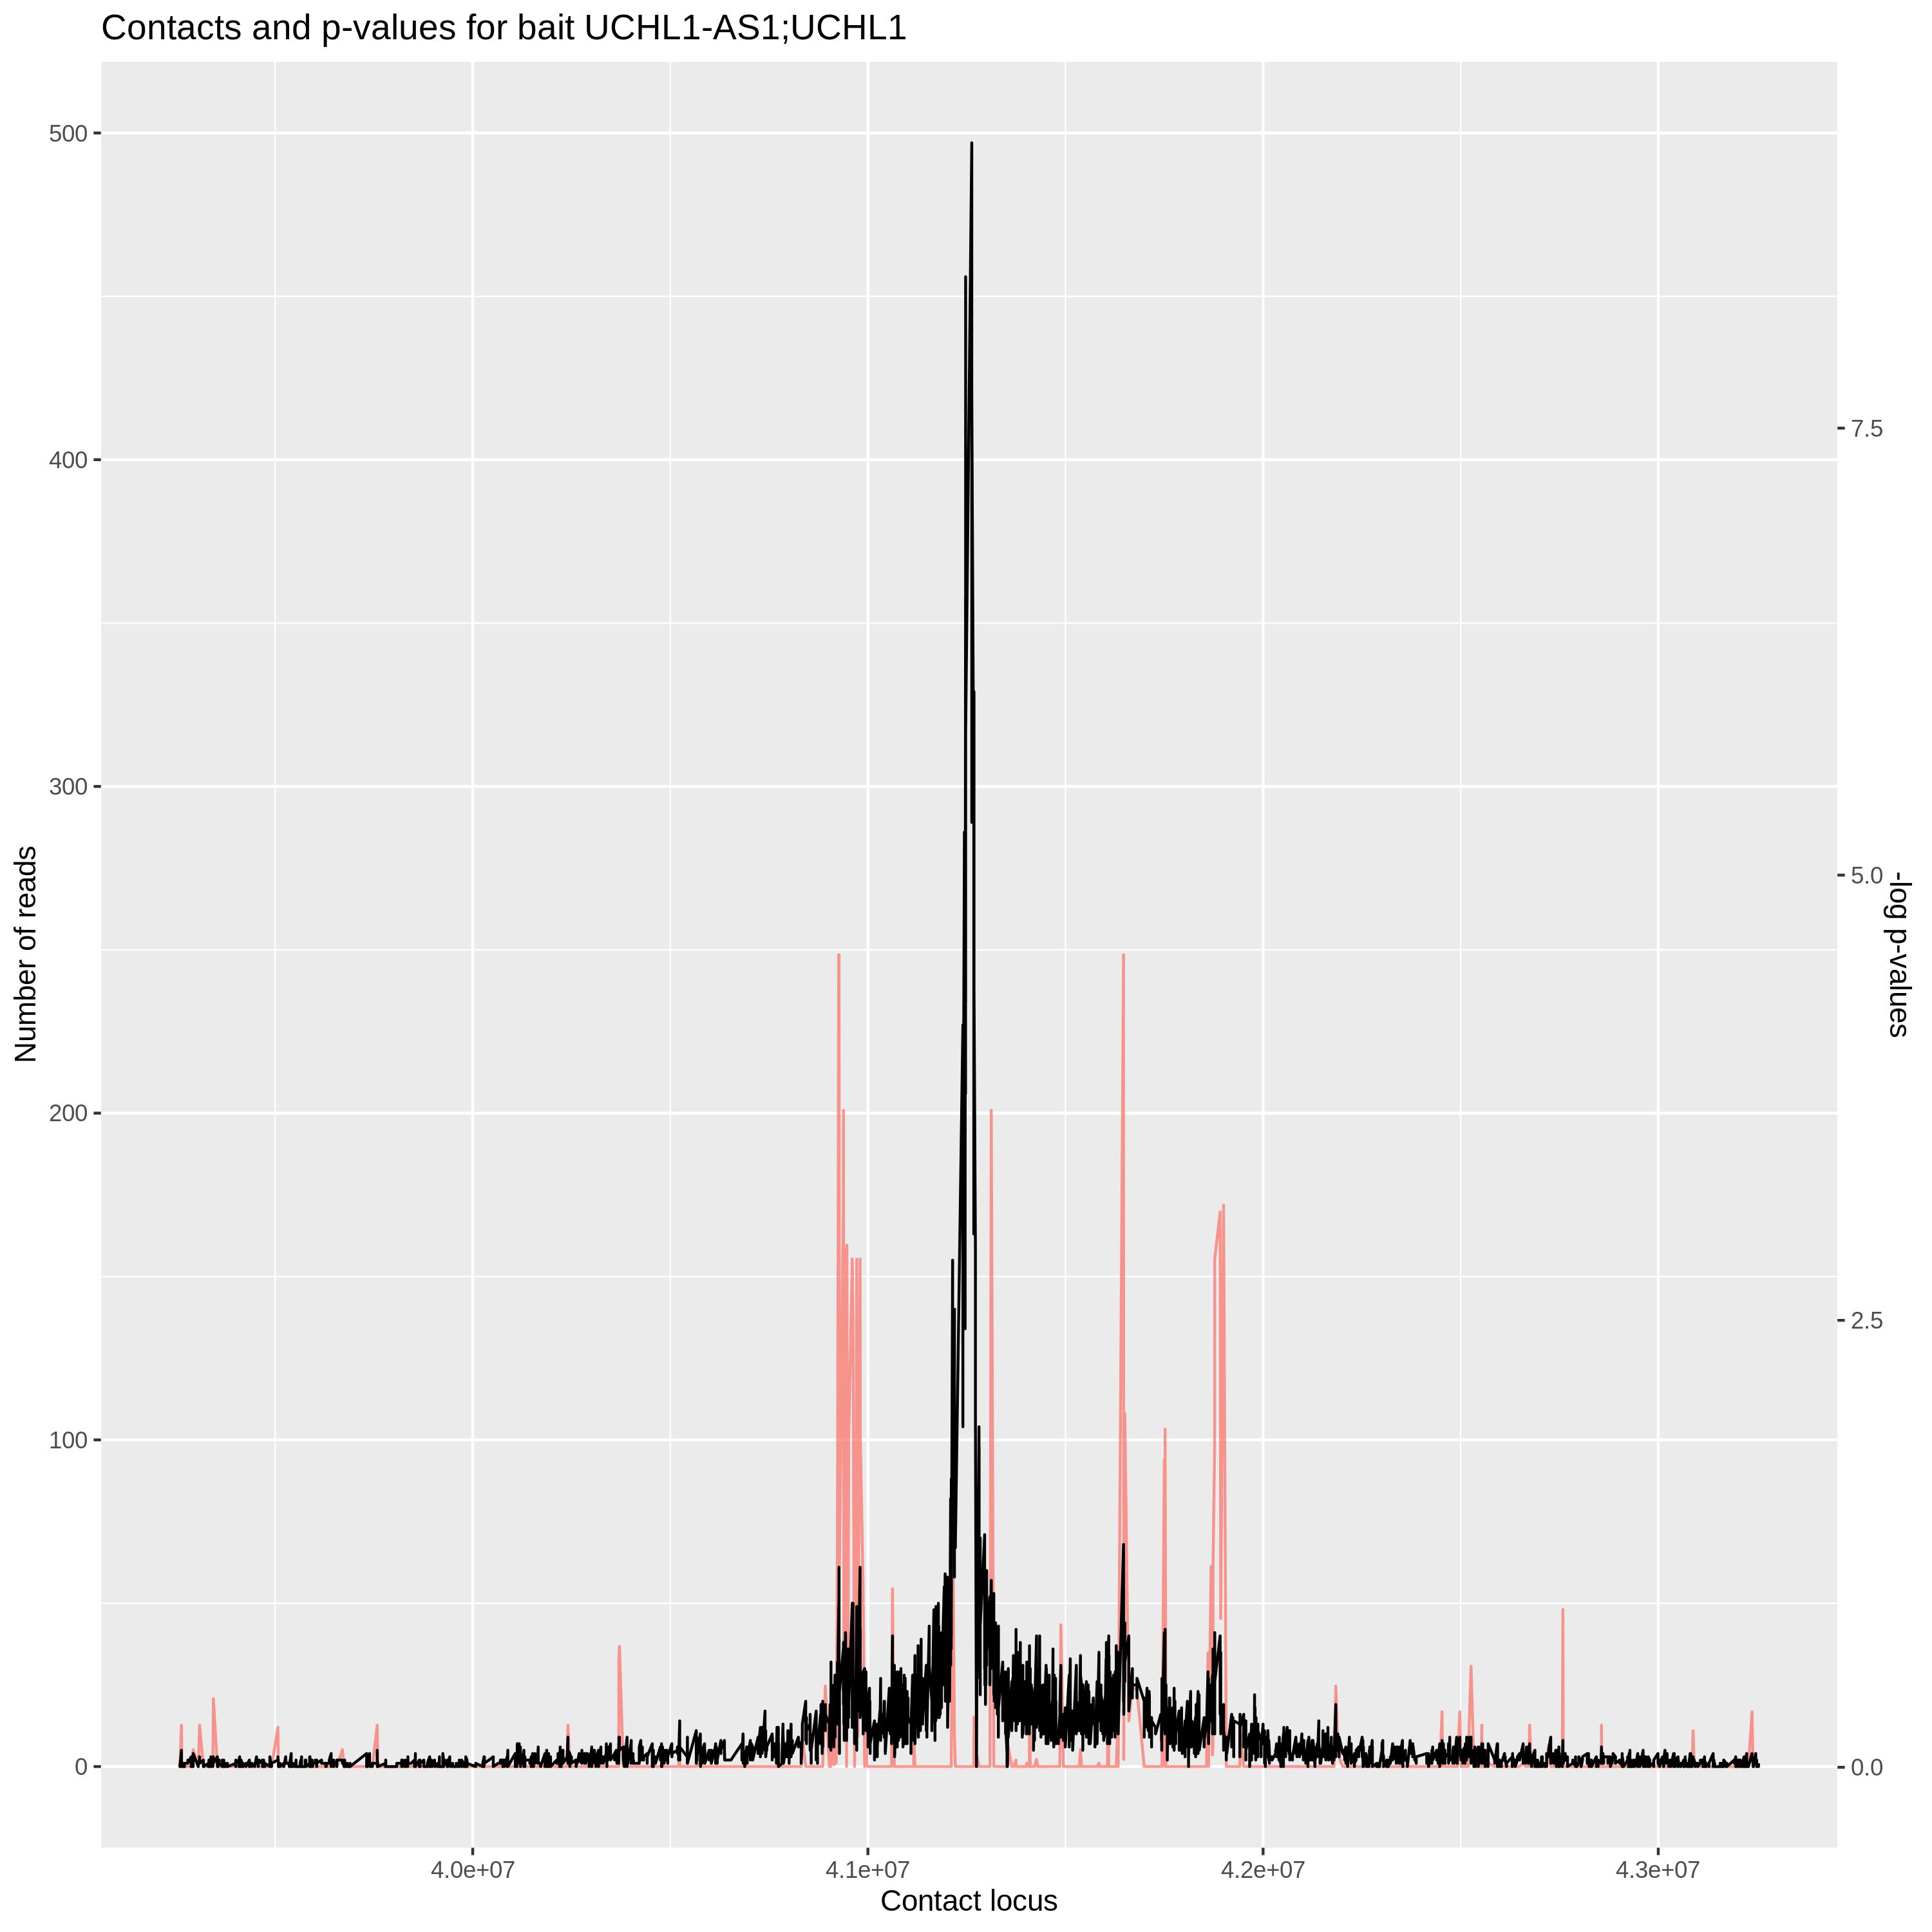 Contacts and p-values for bait UCHL1-AS1;UCHL1
500
400
300
200
100
0
Number of reads
7.5
5.0
2.5
0.0
-log p-values
4.0e+07
4.1e+07
4.2e+07
4.3e+07
Contact locus